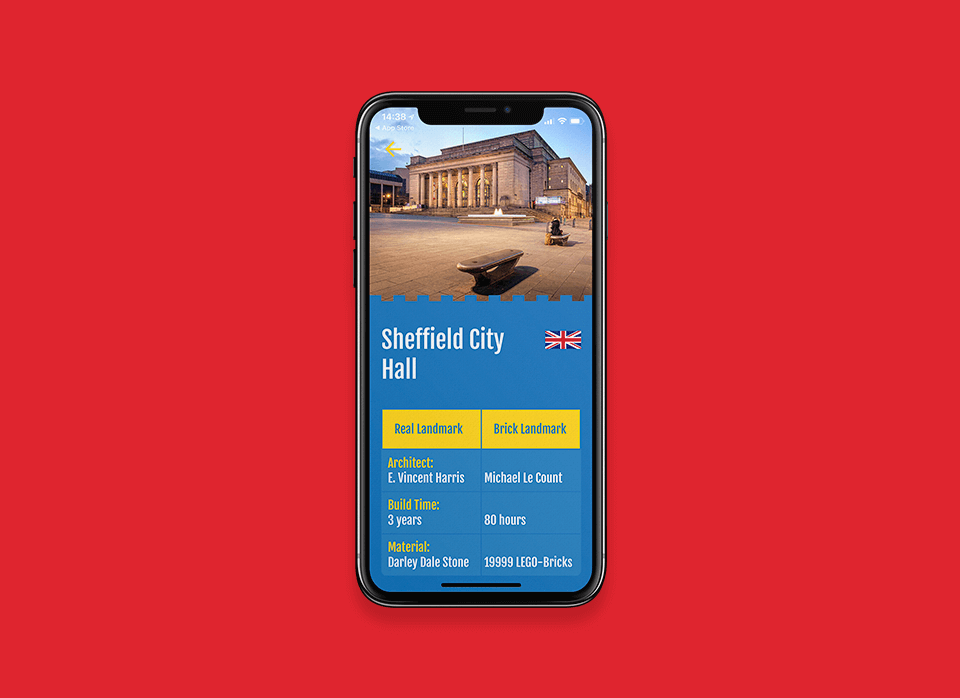 14:38
App Store
Sheffield City
Hall
Real Landmark Brick Landmark
Architect:
E. Vincent Harris Michael Le Count
Build Time:
3 years 80 hours
Material:
Darley Dale Stone 19999 LEGO-Bricks